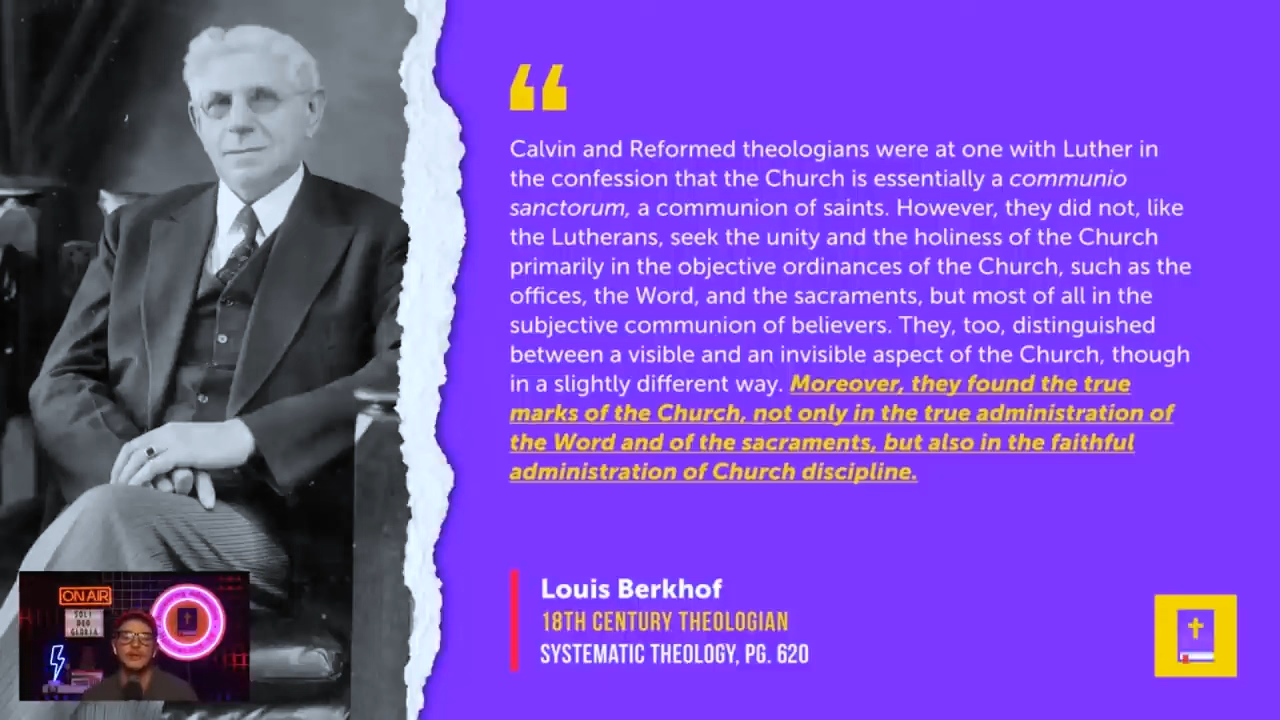 “
Calvin and Reformed theologians were at one with Luther in
the confession that the Church is essentially a communio
sanctorum, a communion of saints. However, they did not, like
the Lutherans, seek the unity and the holiness of the Church
primarily in the objective ordinances of the Church, such as the
offices, the Word, and the sacraments, but most of all in the
subjective communion of believers. They, too, distinguished
between a visible and an invisible aspect of the Church, though
in a slightly different way. Moreover, they found the true
marks of the Church, not only in the true administration of
the Word and of the sacraments, but also in the faithful
administration of Church discipline.
Louis Berkhof
18TH CENTURY THEOLOGIAN
SYSTEMATIC THEOLOGY, PG. 620
ON AIR
SOLI
DEO
GLORIA